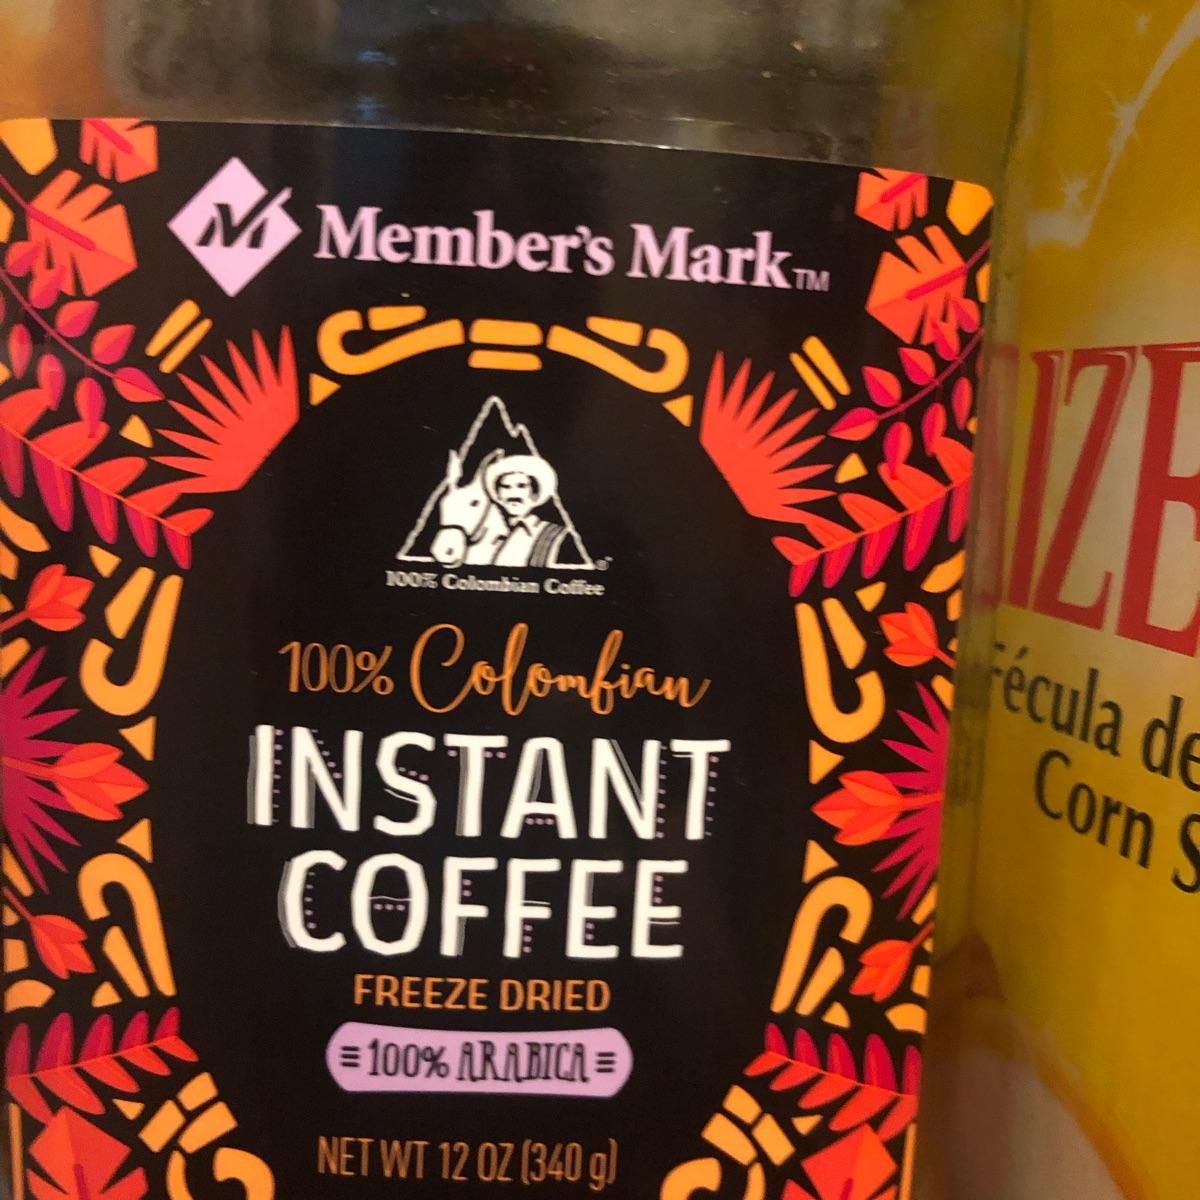 Member's Mark™
100% Colombian Coffee
100% Colombian
INSTANT
COFFEE
FREEZE DRIED
100% ARABICA
NET WT 12 OZ (340 g)
IZE
Fécula de
Corn S